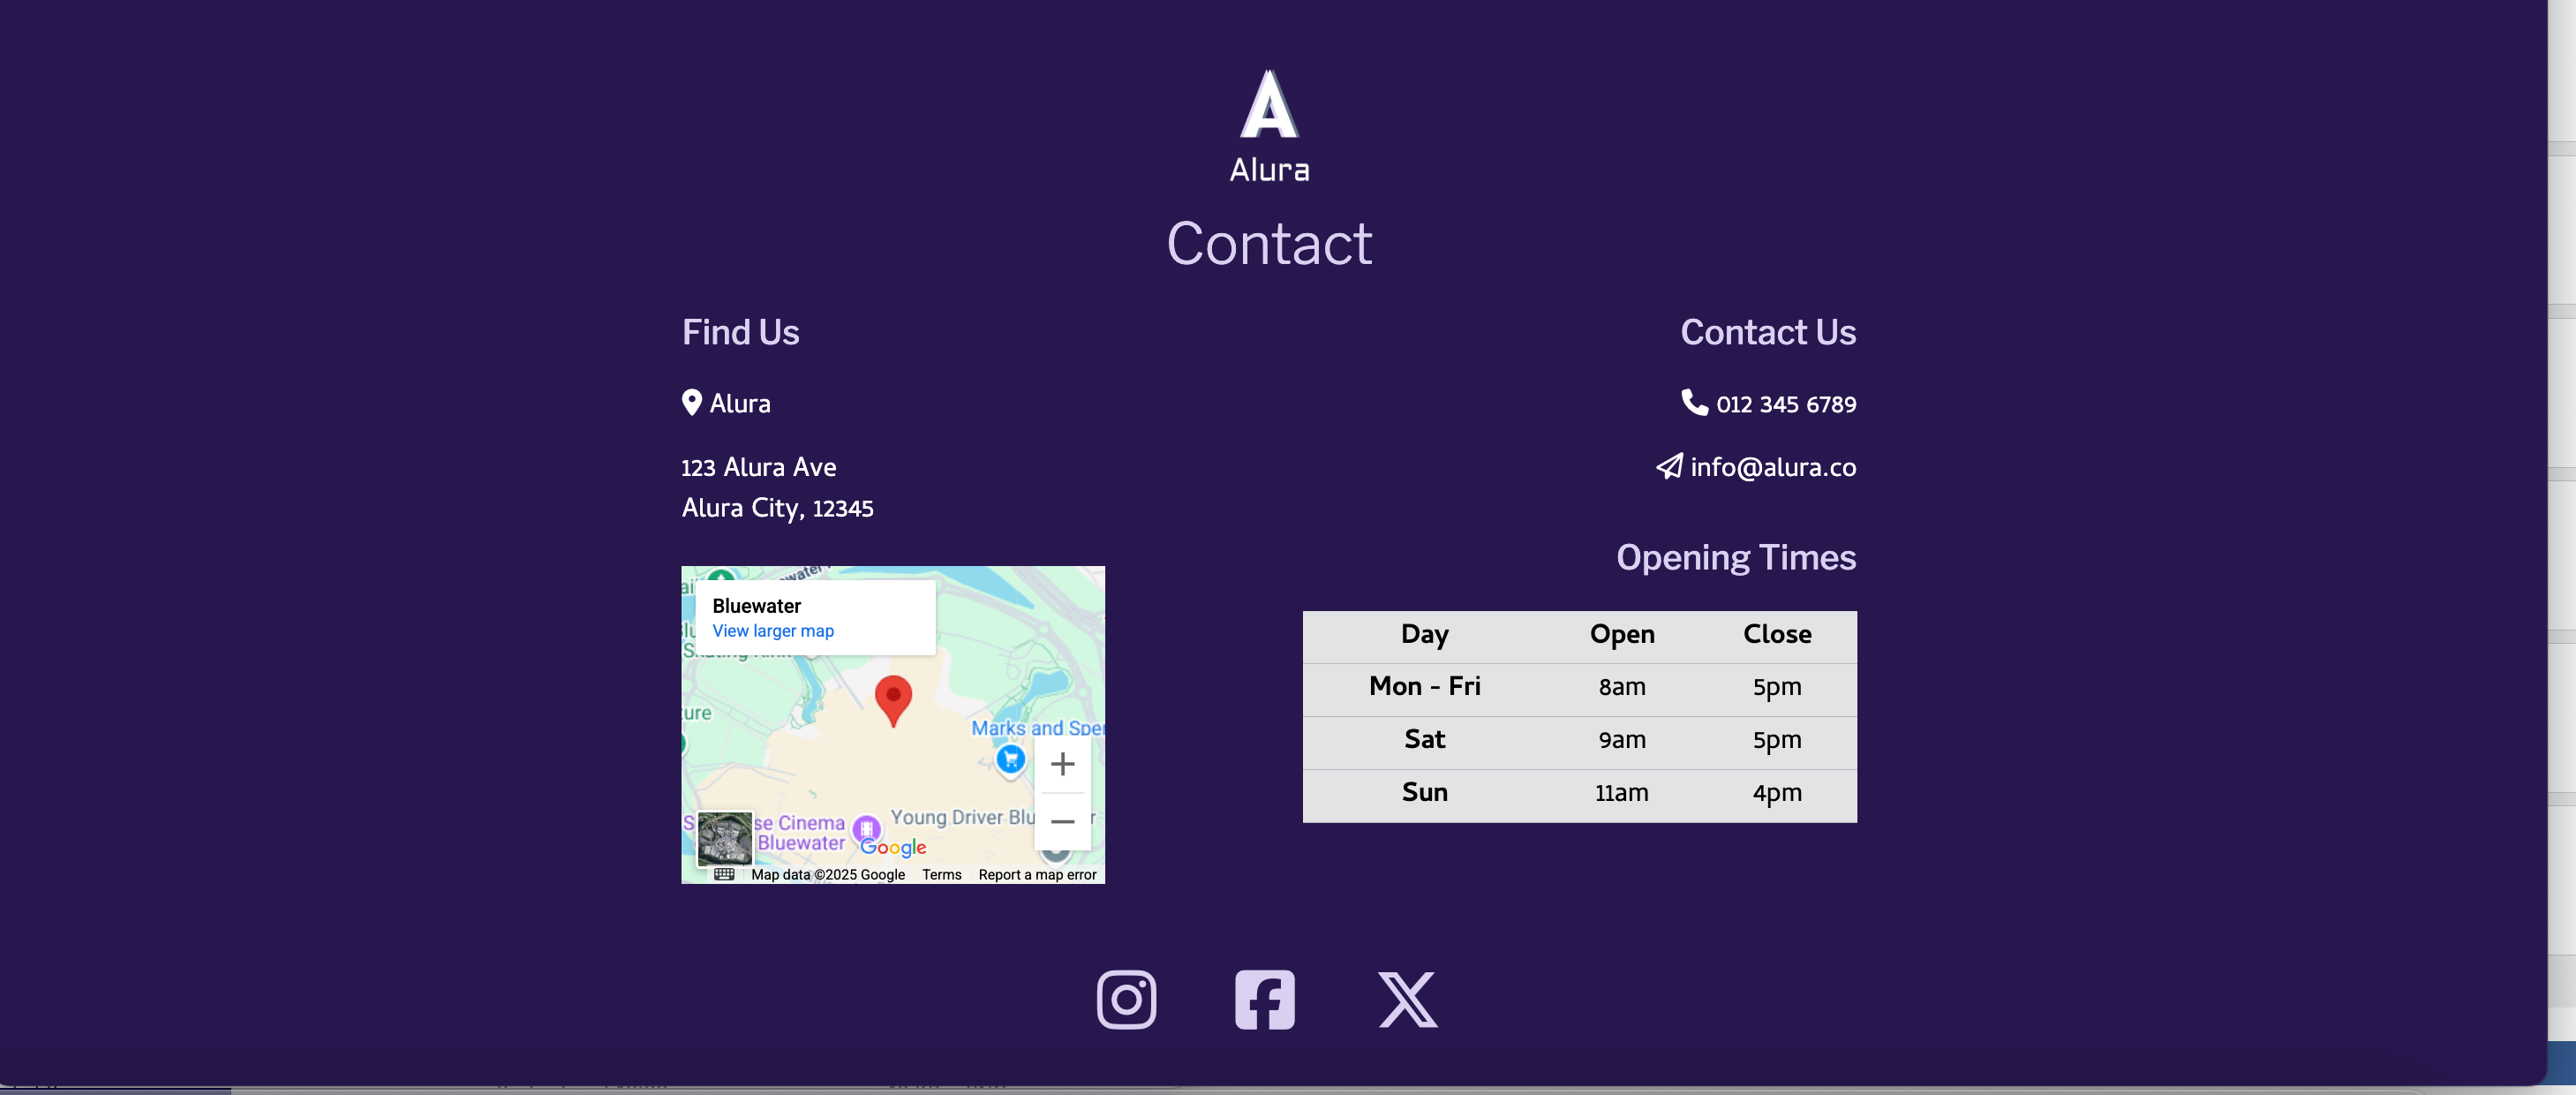 A
Alura
Contact
Find Us
Alura
123 Alura Ave
Alura City, 12345
Bluewater
View larger map
Marks and Spe
Young Driver Blu
se Cinema
Bluewater
Google
Map data ©2025 Google Terms Report a map error
Contact Us
012 345 6789
info@alura.co
Opening Times
Day Open Close
Mon - Fri 8am 5pm
Sat 9am 5pm
Sun 11am 4pm